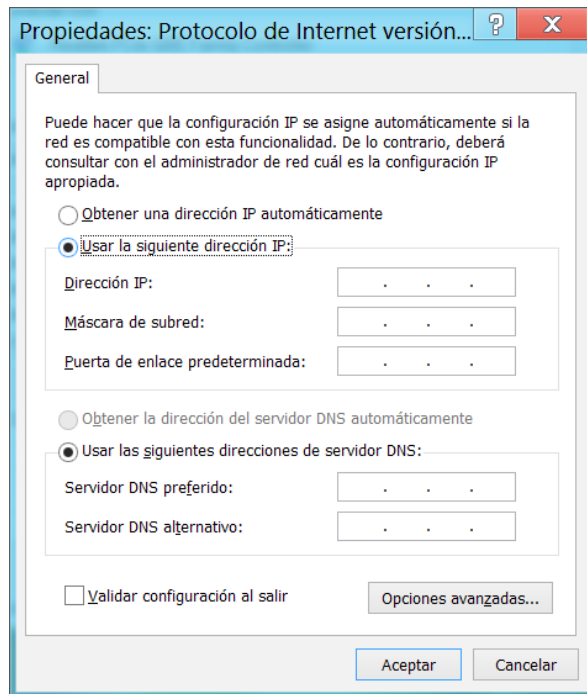 Propiedades: Protocolo de Internet versión...
General
Puede hacer que la configuración IP se asigne automáticamente si la
red es compatible con esta funcionalidad. De lo contrario, deberá
consultar con el administrador de red cuál es la configuración IP
apropiada.
Obtener una dirección IP automáticamente
Usar la siguiente dirección IP:
Dirección IP:
Máscara de subred:
Puerta de enlace predeterminada:
Obtener la dirección del servidor DNS automáticamente
Usar las siguientes direcciones de servidor DNS:
Servidor DNS preferido:
Servidor DNS alternativo:
Validar configuración al salir
Opciones avanzadas...
Aceptar
Cancelar